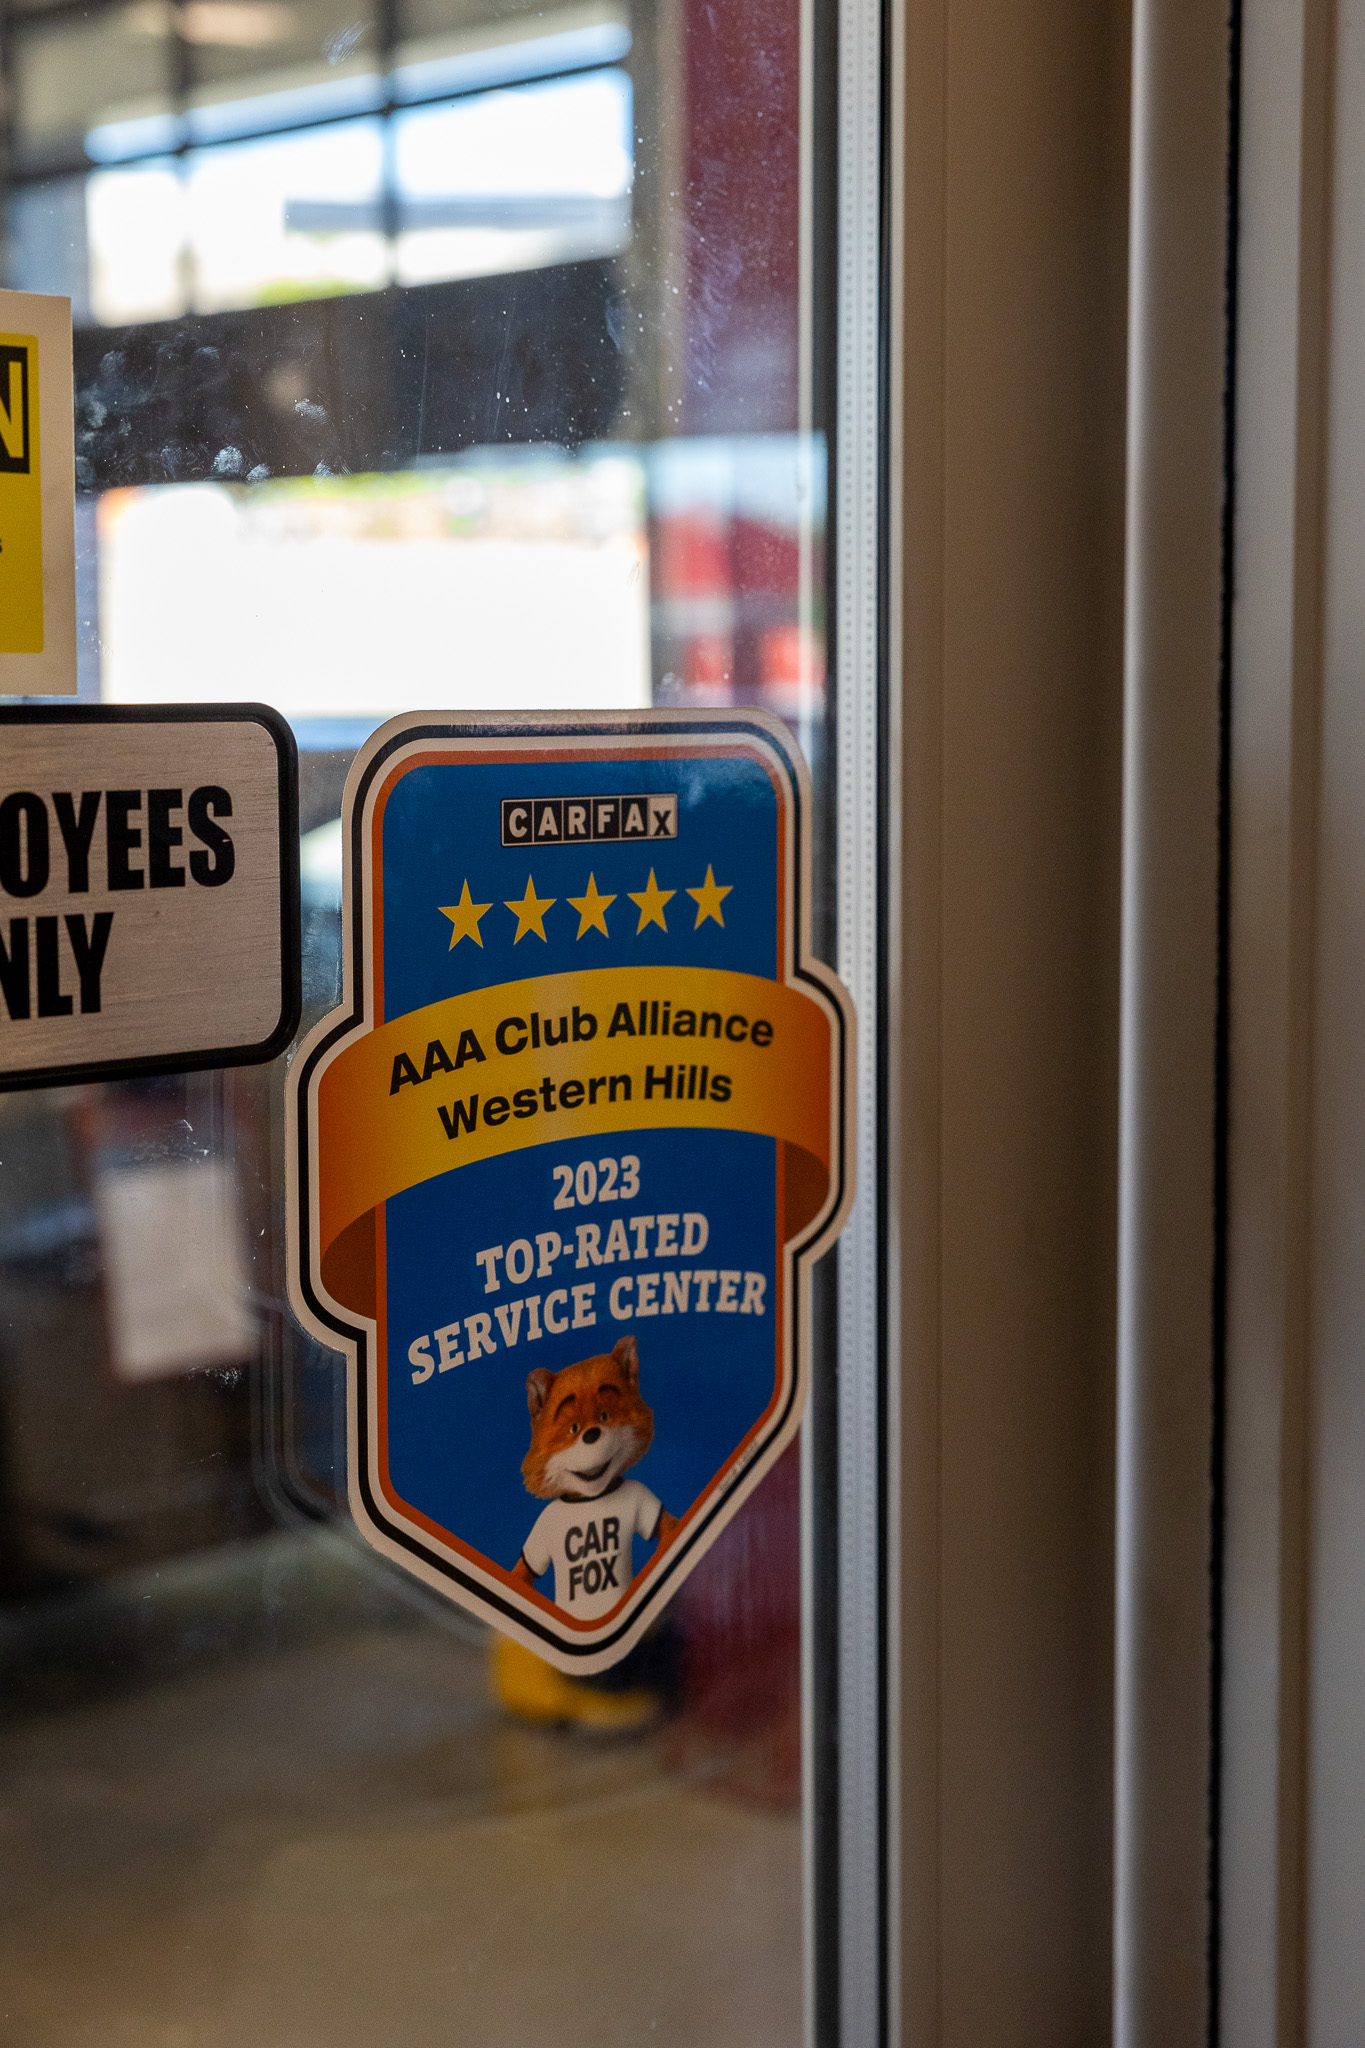 N
s
OYEES
NLY
CARFAX
AAA Club Alliance
Western Hills
2023
TOP-RATED
SERVICE CENTER
CAR
FOX